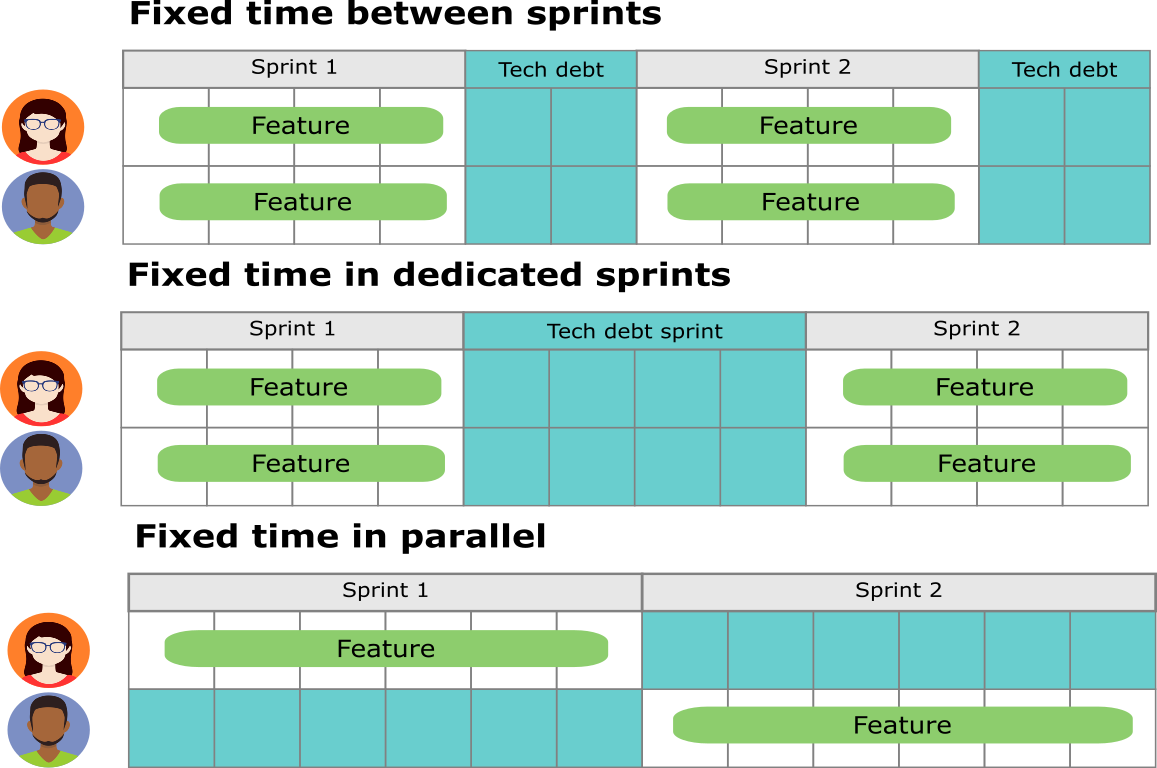 Fixed time between sprints
Sprint 1 Tech debt Sprint 2 Tech debt
Feature Feature
Feature Feature
Fixed time in dedicated sprints
Sprint 1 Tech debt sprint Sprint 2
Feature Feature
Feature Feature
Fixed time in parallel
Sprint 1 Sprint 2
Feature
Feature